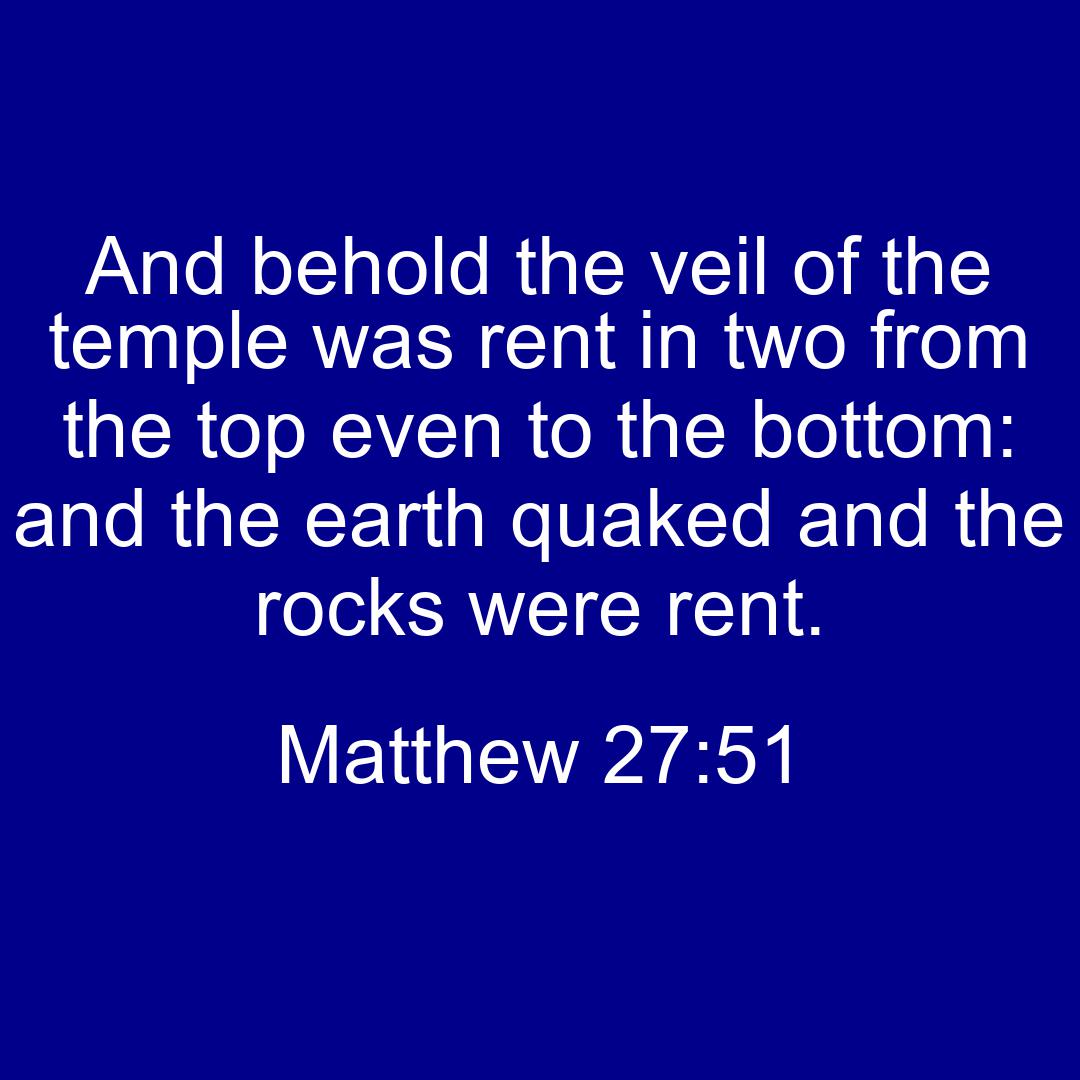 And behold the veil of the
temple was rent in two from
the top even to the bottom:
and the earth quaked and the
rocks were rent.
Matthew 27:51